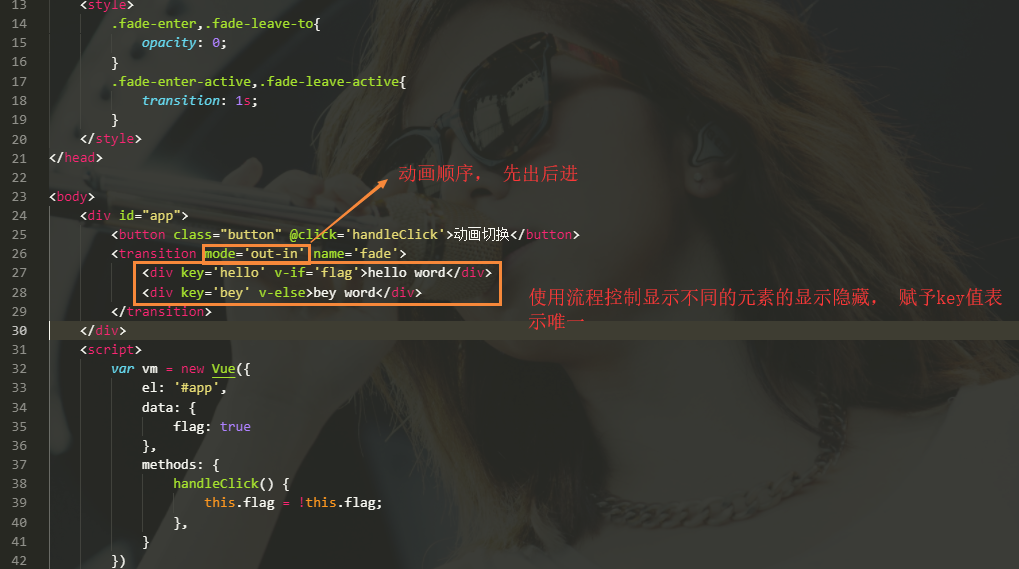 13 <style>
14 .fade-enter,.fade-leave-to{
15 opacity: 0;
16 }
17 .fade-enter-active,.fade-leave-active{
18 transition: 1s;
19 }
20 </style>
21 </head>
动画顺序， 先出后进
22
23 <body>
24 <div id="app">
25 <button class="button" @click='handleClick'>动画切换</button>
26 <transition mode='out-in' name='fade'>
27 <div key='hello' v-if='flag'>hello word</div>
28 <div key='bey' v-else>bey word</div>
使用流程控制显示不同的元素的显示隐藏， 赋予key值表
示唯一
29 </transition>
30 </div>
31 <script>
32 var vm = new Vue({
33 el: '#app',
34 data: {
35 flag: true
36 },
37 methods: {
38 handleClick() {
39 this.flag = !this.flag;
40 },
41 }
42 })